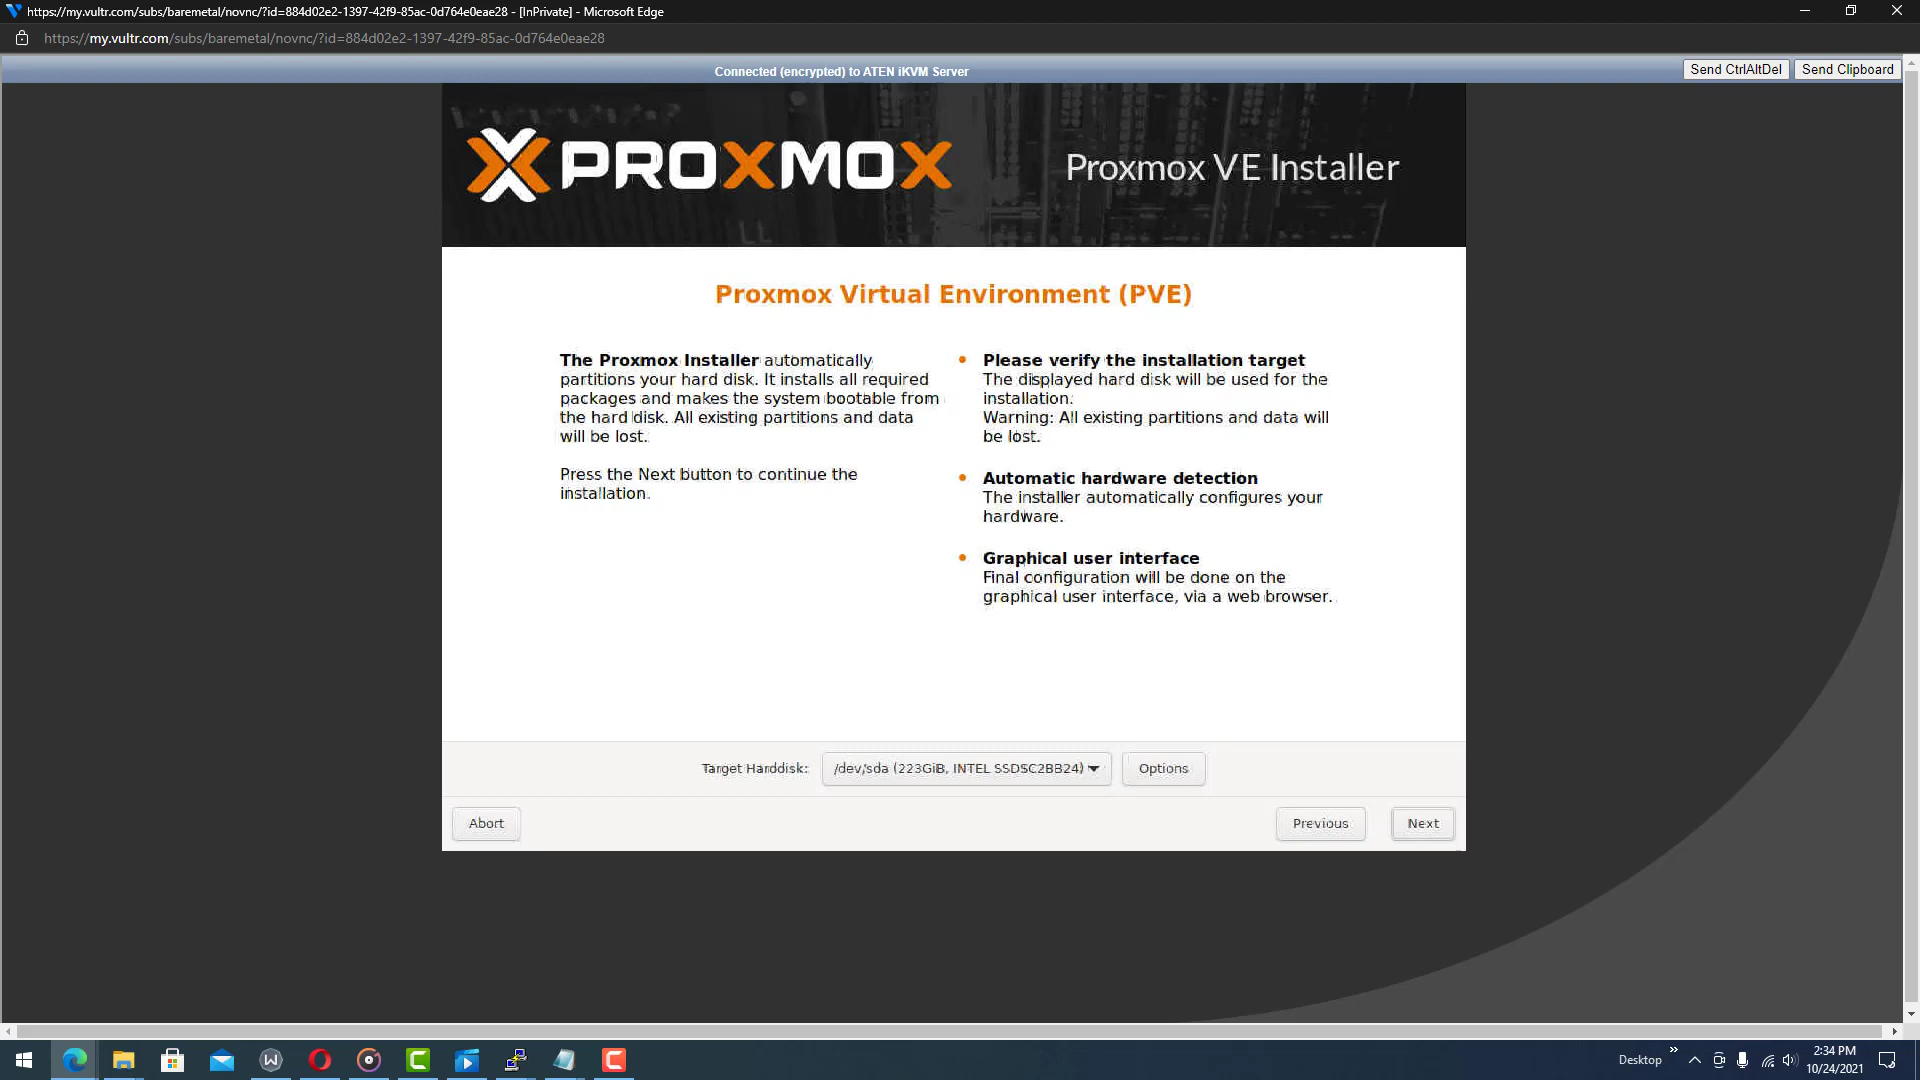 https://my.vultr.com/subs/baremetal/novnc/?id=884d02e2-1397-42f9-85ac-0d764e0eae28 - [InPrivate] - Microsoft Edge
https://my.vultr.com/subs/baremetal/novnc/?id=884d02e2-1397-42f9-85ac-0d764e0eae28
Connected (encrypted) to ATEN iKVM Server
Send CtrlAltDel
Send Clipboard
PROXMOX
Proxmox VE Installer
Proxmox Virtual Environment (PVE)
The Proxmox Installer automatically
partitions your hard disk. It installs all required
packages and makes the system bootable from
the hard disk. All existing partitions and data
will be lost.
Press the Next button to continue the
installation.
Please verify the installation target
The displayed hard disk will be used for the
installation.
Warning: All existing partitions and data will
be lost.
Automatic hardware detection
The installer automatically configures your
hardware.
Graphical user interface
Final configuration will be done on the
graphical user interface, via a web browser.
Target Harddisk:
/dev/sda (223GiB, INTEL SSDSC2BB24)
Options
Abort
Previous
Next
Desktop
2:34 PM
10/24/2021